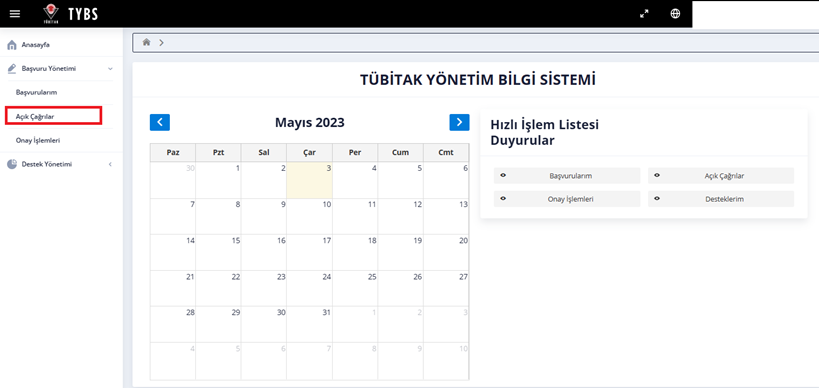 TÜBİTAK
TYBS
Anasayfa
Başvuru Yönetimi
Başvurularım
Açık Çağrılar
Onay İşlemleri
Destek Yönetimi
TÜBİTAK YÖNETİM BİLGİ SİSTEMİ
Mayıs 2023
Paz Pzt Sal Çar Per Cum Cmt
30 1 2 3 4 5 6
7 8 9 10 11 12 13
14 15 16 17 18 19 20
21 22 23 24 25 26 27
28 29 30 31 1 2 3
4 5 6 7 8 9 10
Hızlı İşlem Listesi
Duyurular
Başvurularım Açık Çağrılar
Onay İşlemleri Desteklerim